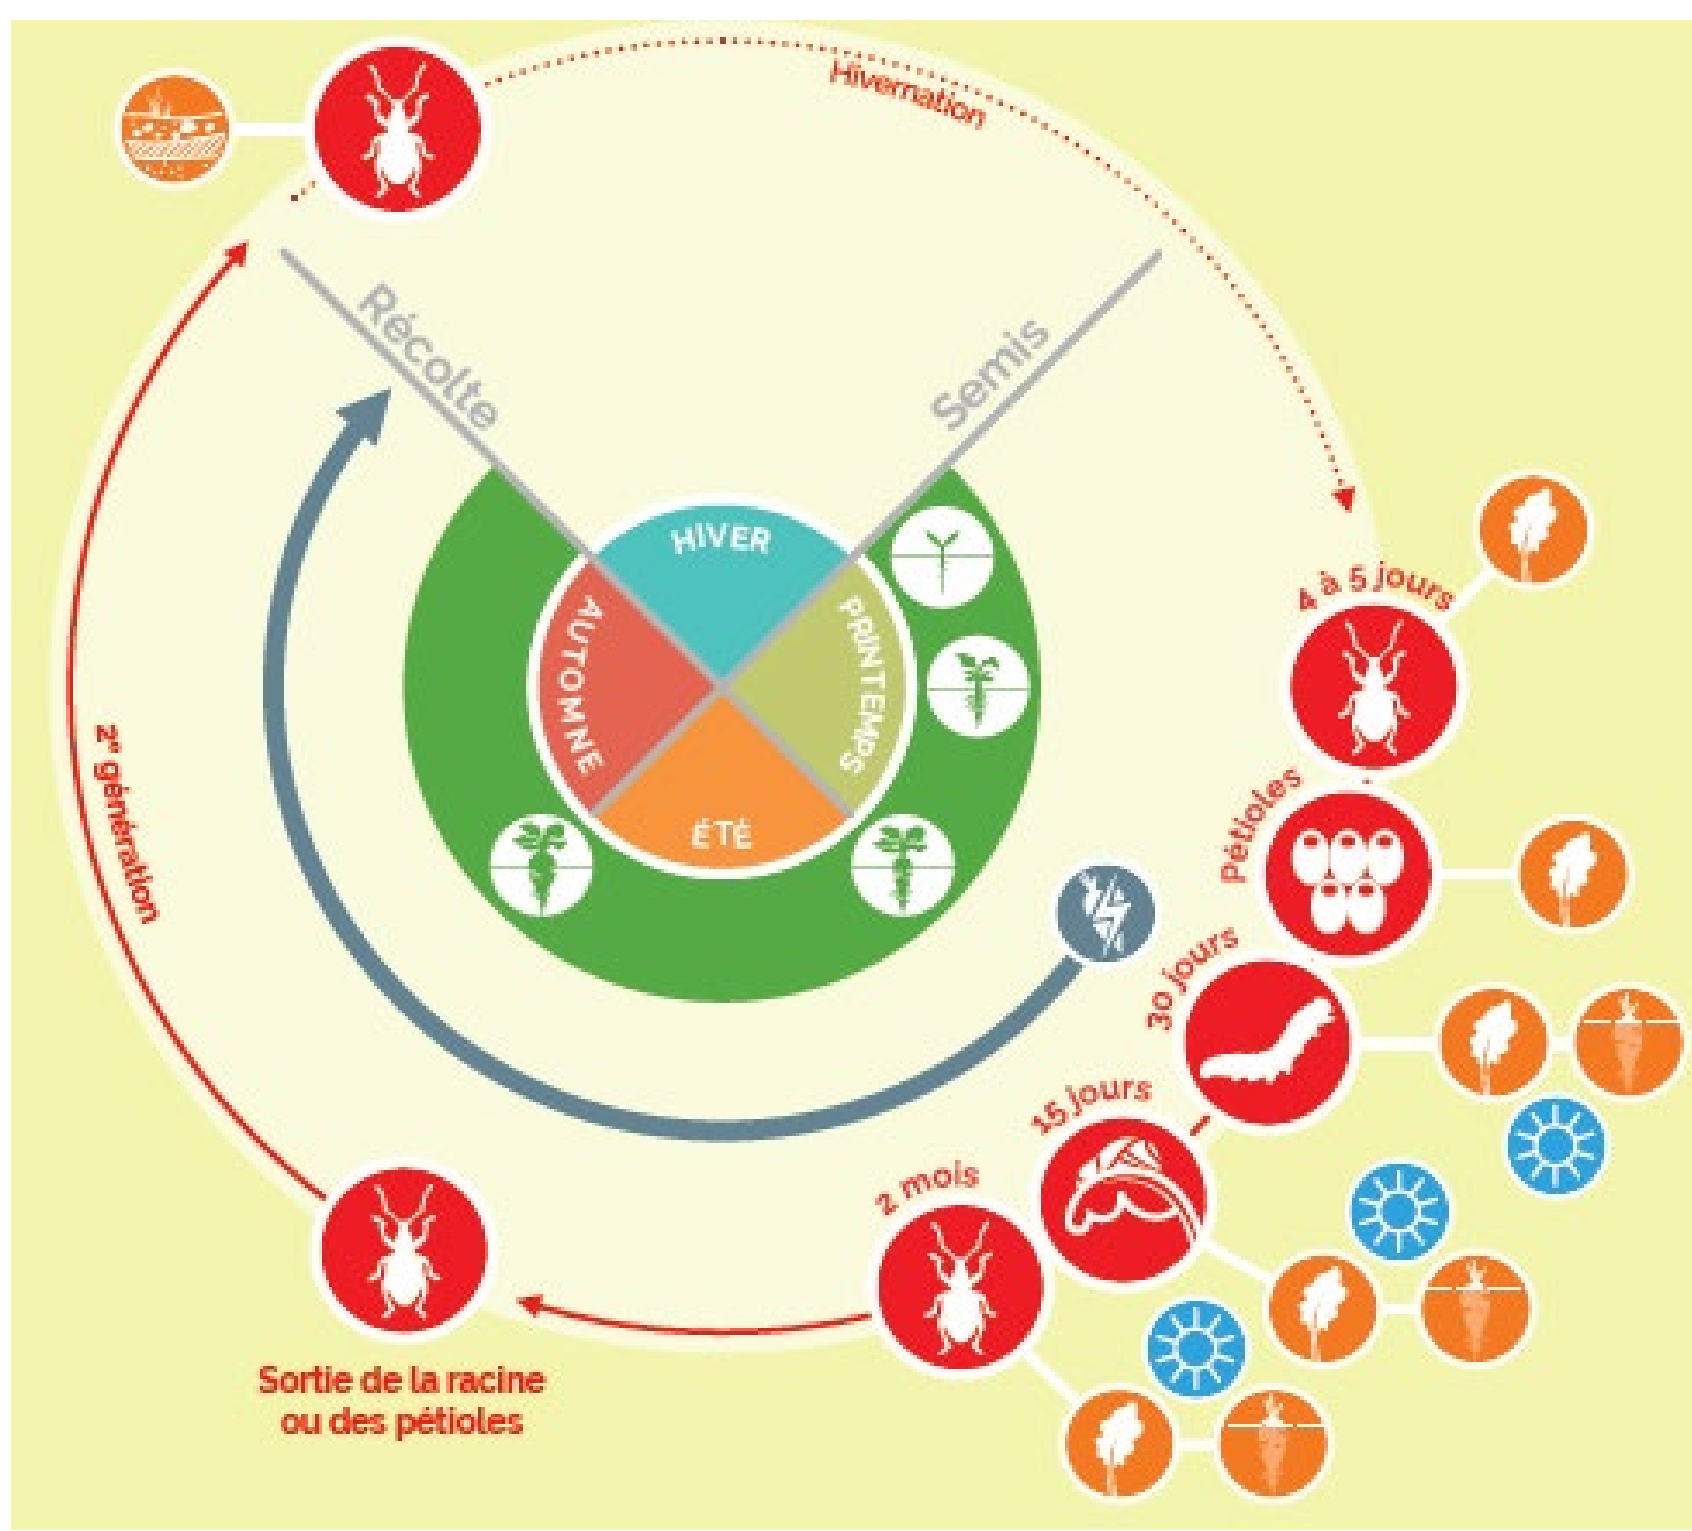 Hivernation
Récolte
Semis
HIVER
PRINTEMPS
ÉTÉ
AUTOMNE
4 à 5 jours
Pétioles
30 jours
15 jours
2 mois
Sortie de la racine
ou des pétioles
2e génération